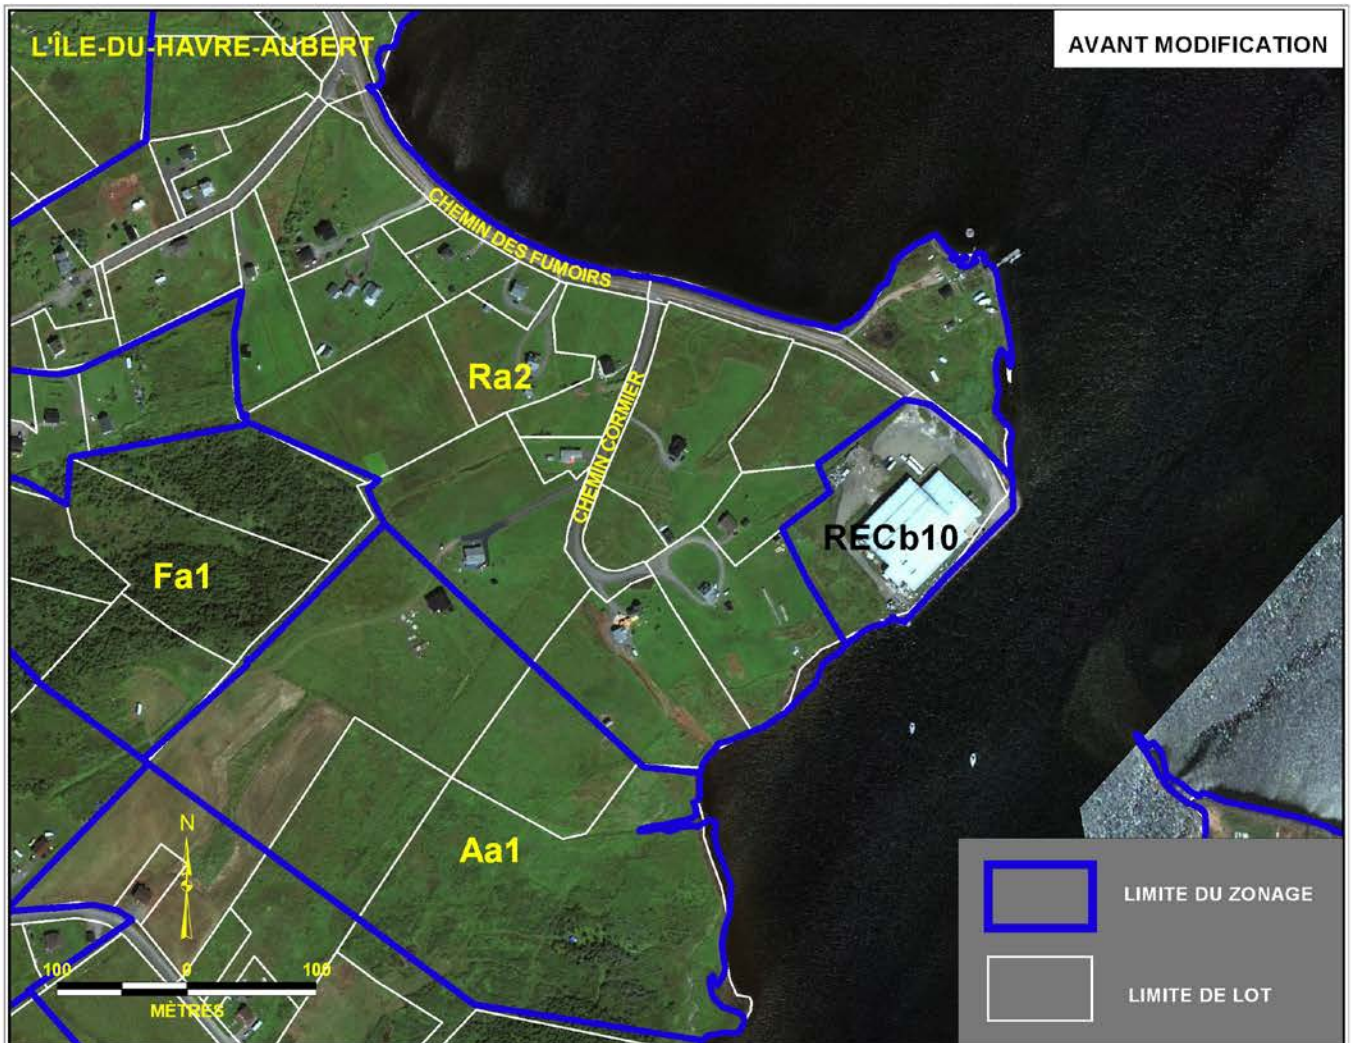 L'ÎLE-DU-HAVRE-AUBERT
AVANT MODIFICATION
CHEMIN DES FUMOIRS
Ra2
CHEMIN CORMIER
RECb10
Fa1
Aa1
N
100 0 100
MÈTRES
LIMITE DU ZONAGE
LIMITE DE LOT